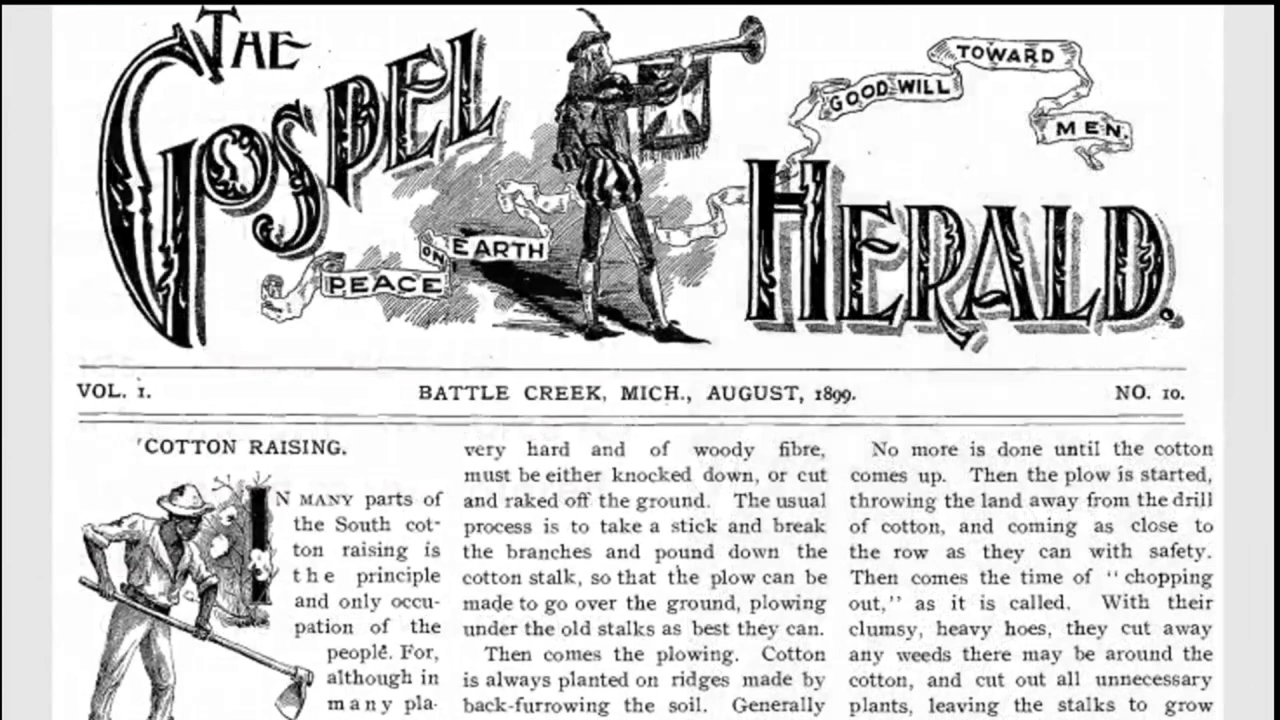 THE
GOSPEL
HERALD.
PEACE ON EARTH
GOOD WILL TOWARD MEN.
VOL. 1.
BATTLE CREEK, MICH., AUGUST, 1899.
NO. 10.
COTTON RAISING.
IN MANY parts of
the South cot-
ton raising is
the principle
and only occu-
pation of the
people. For,
although in
many pla-
very hard and of woody fibre,
must be either knocked down, or cut
and raked off the ground. The usual
process is to take a stick and break
the branches and pound down the
cotton stalk, so that the plow can be
made to go over the ground, plowing
under the old stalks as best they can.
Then comes the plowing. Cotton
is always planted on ridges made by
back-furrowing the soil. Generally
No more is done until the cotton
comes up. Then the plow is started,
throwing the land away from the drill
of cotton, and coming as close to
the row as they can with safety.
Then comes the time of "chopping
out," as it is called. With their
clumsy, heavy hoes, they cut away
any weeds there may be around the
cotton, and cut out all unnecessary
plants, leaving the stalks to grow